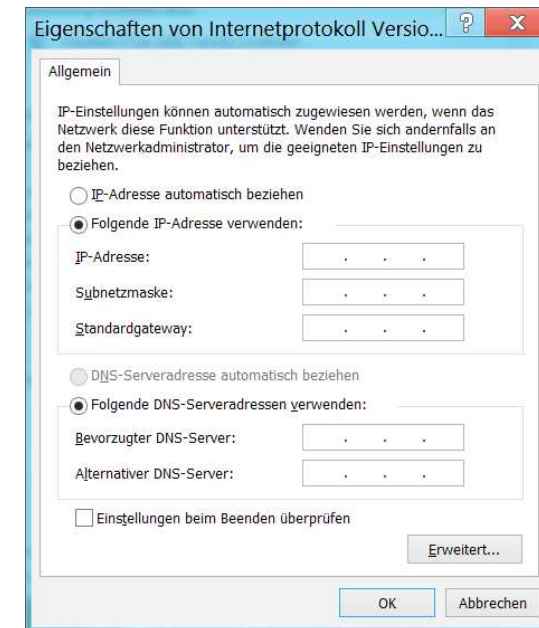 Eigenschaften von Internetprotokoll Versio...
? X
Allgemein
IP-Einstellungen können automatisch zugewiesen werden, wenn das
Netzwerk diese Funktion unterstützt. Wenden Sie sich andernfalls an
den Netzwerkadministrator, um die geeigneten IP-Einstellungen zu
beziehen.
IP-Adresse automatisch beziehen
Folgende IP-Adresse verwenden:
IP-Adresse: . . .
Subnetzmaske: . . .
Standardgateway: . . .
DNS-Serveradresse automatisch beziehen
Folgende DNS-Serveradressen verwenden:
Bevorzugter DNS-Server: . . .
Alternativer DNS-Server: . . .
Einstellungen beim Beenden überprüfen
Erweitert...
OK Abbrechen